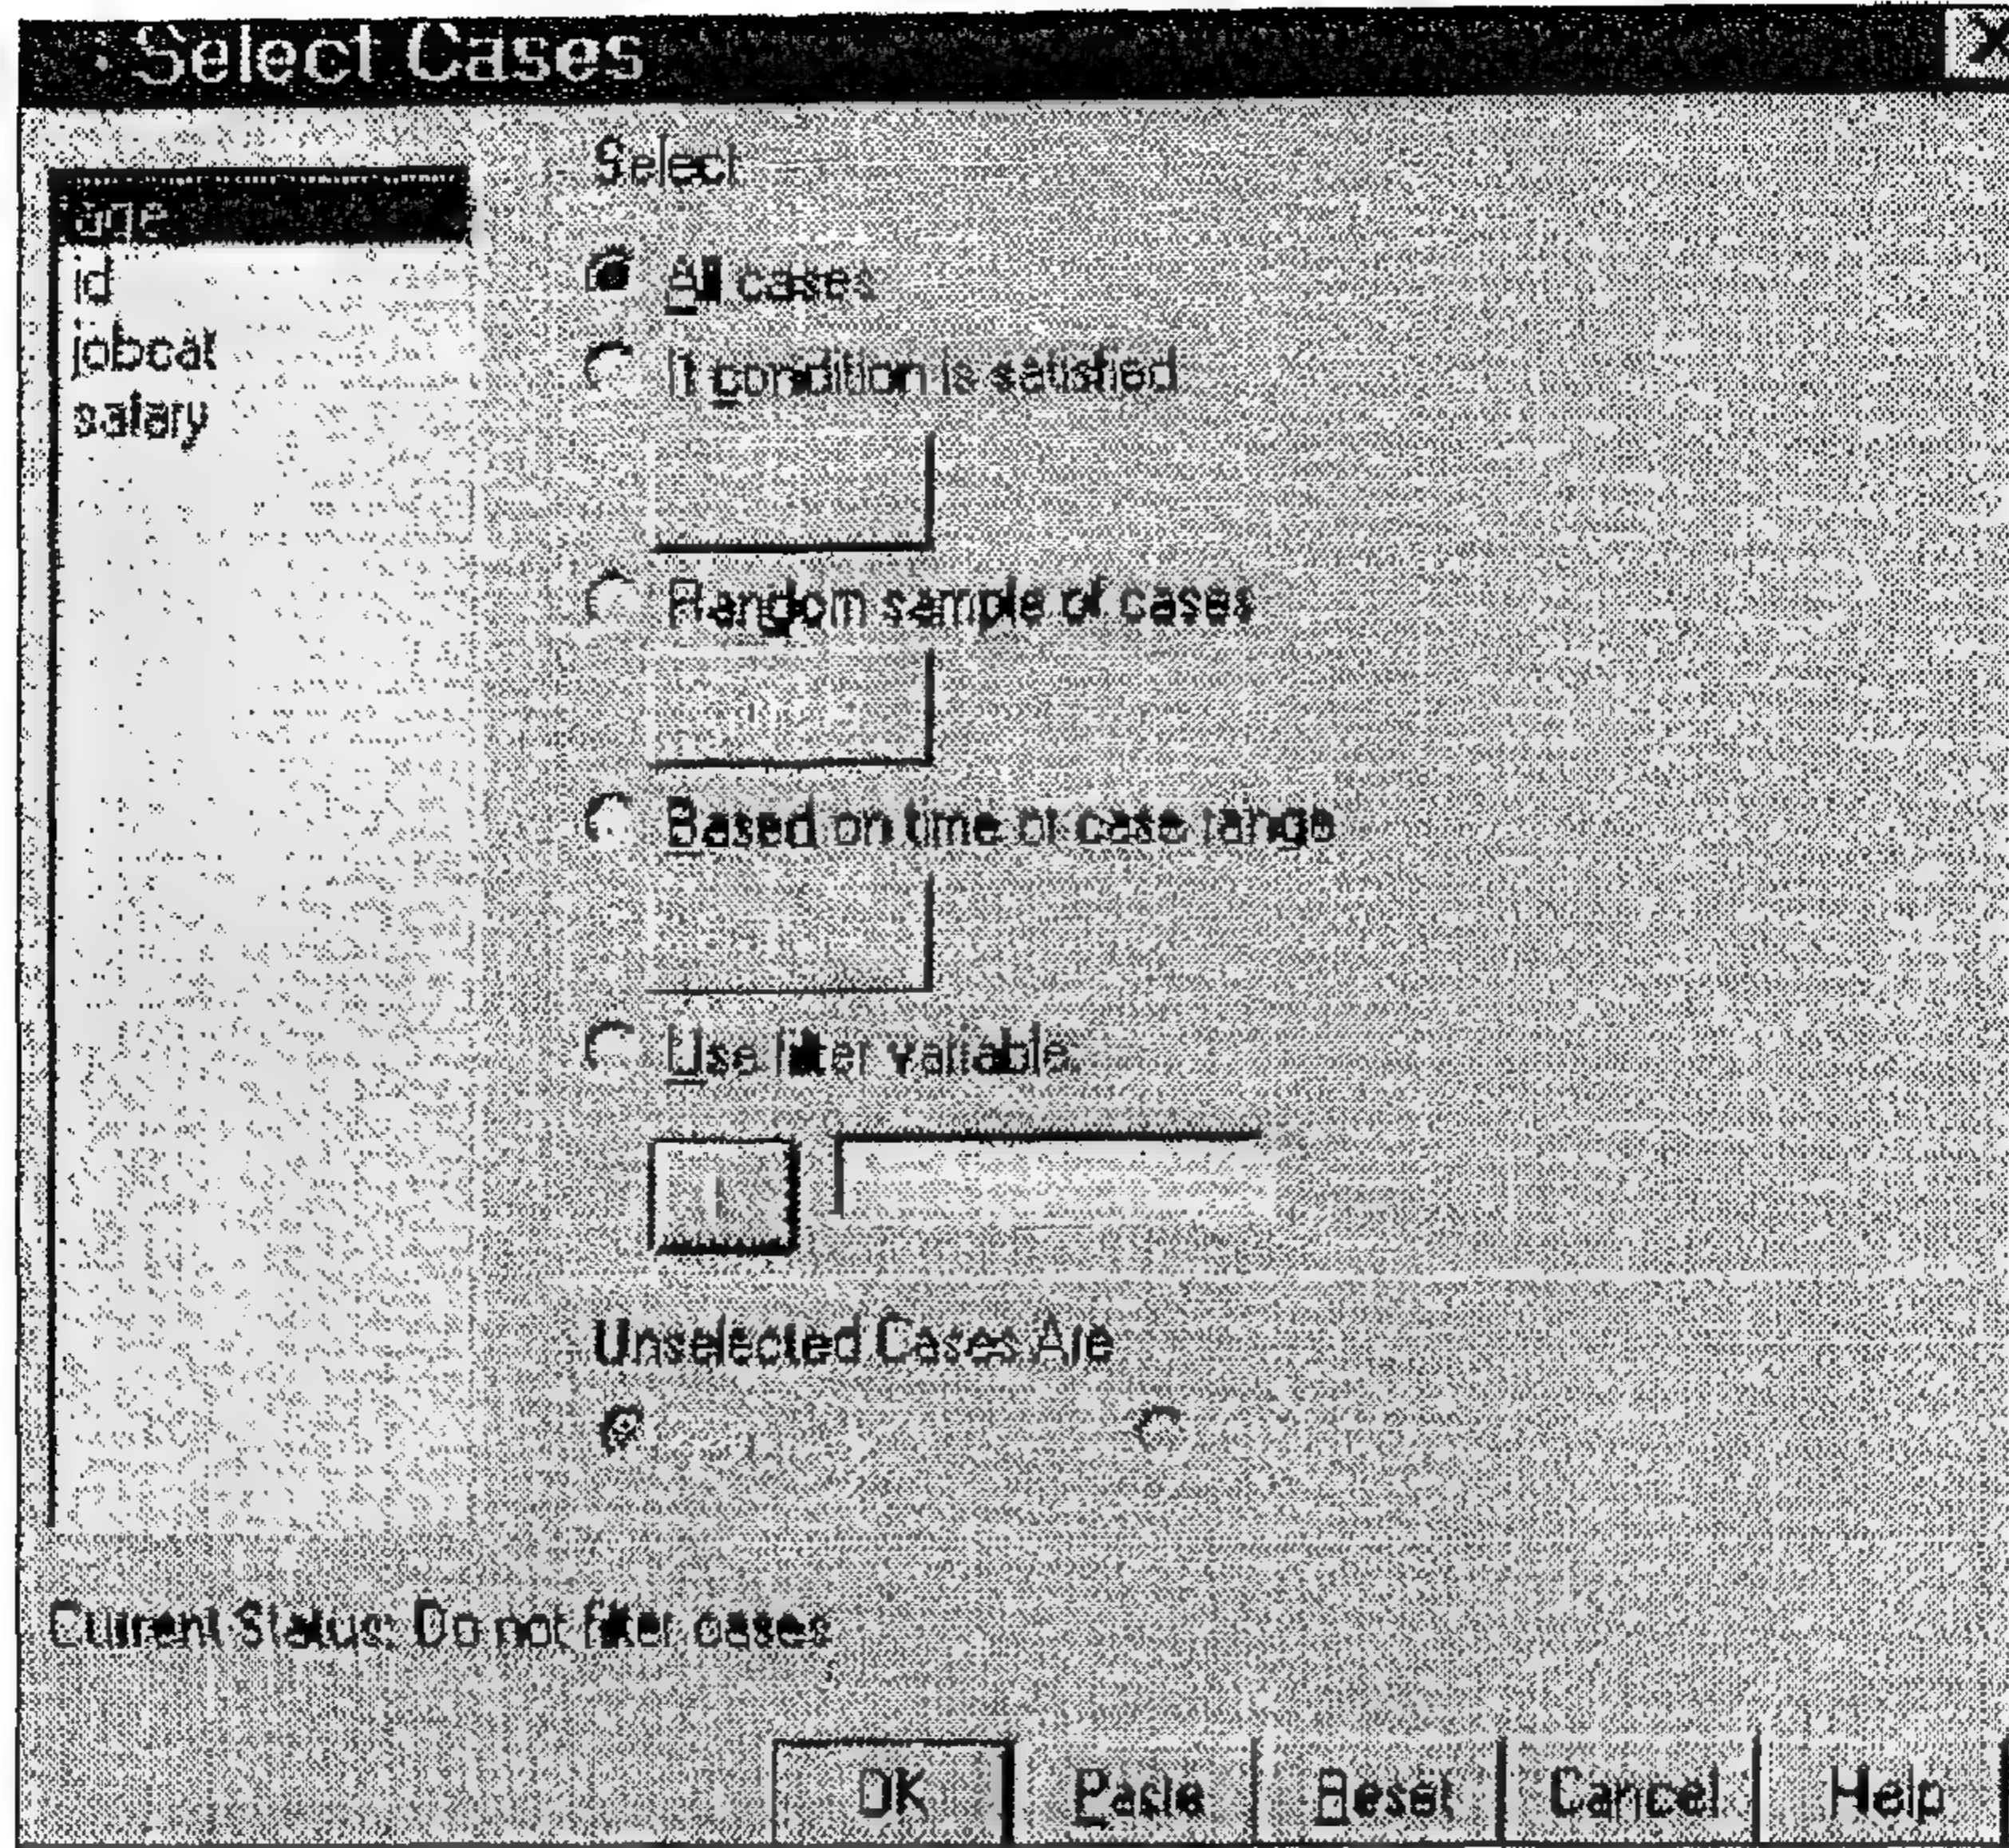 Select Cases
age
id
jobcat
salary
Select
All cases
If condition is satisfied
Random sample of cases
Based on time or case range
Use filter variable:
Unselected Cases Are
Current Status: Do not filter cases
OK Paste Reset Cancel Help